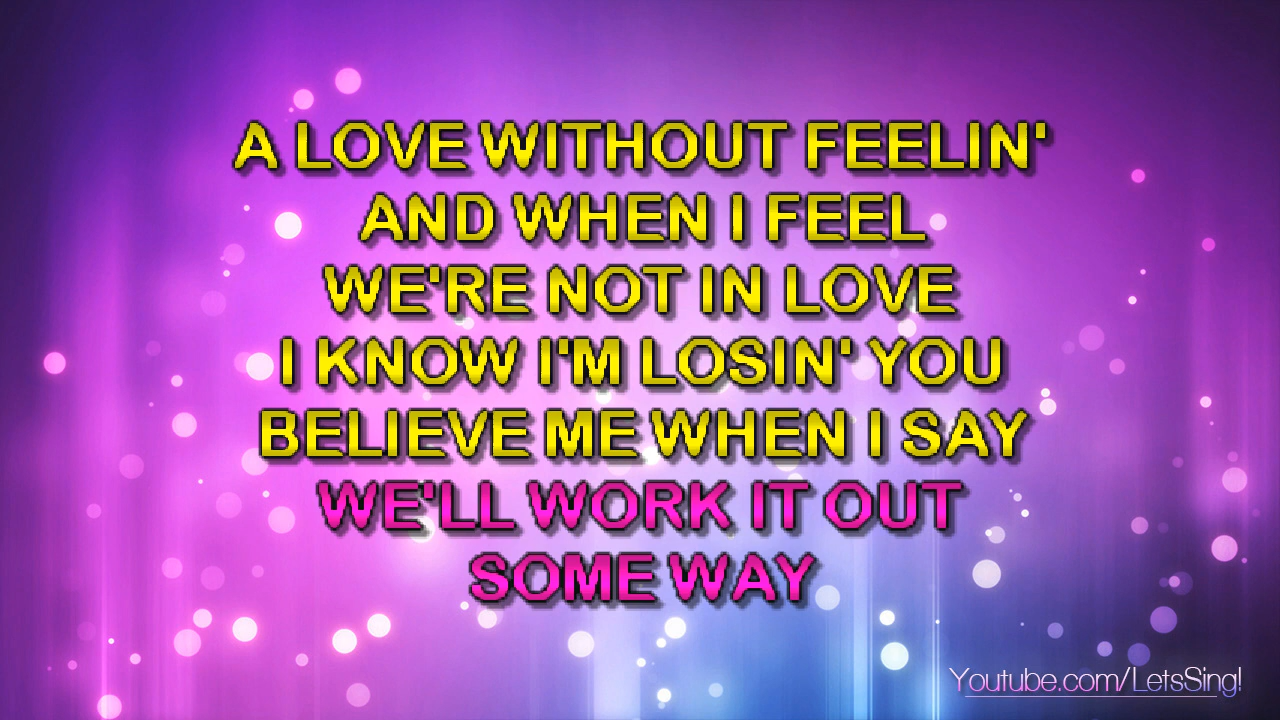 A LOVE WITHOUT FEELIN'
AND WHEN I FEEL
WE'RE NOT IN LOVE
I KNOW I'M LOSIN' YOU
BELIEVE ME WHEN I SAY
WE'LL WORK IT OUT
SOME WAY
Youtube.com/LetsSing!